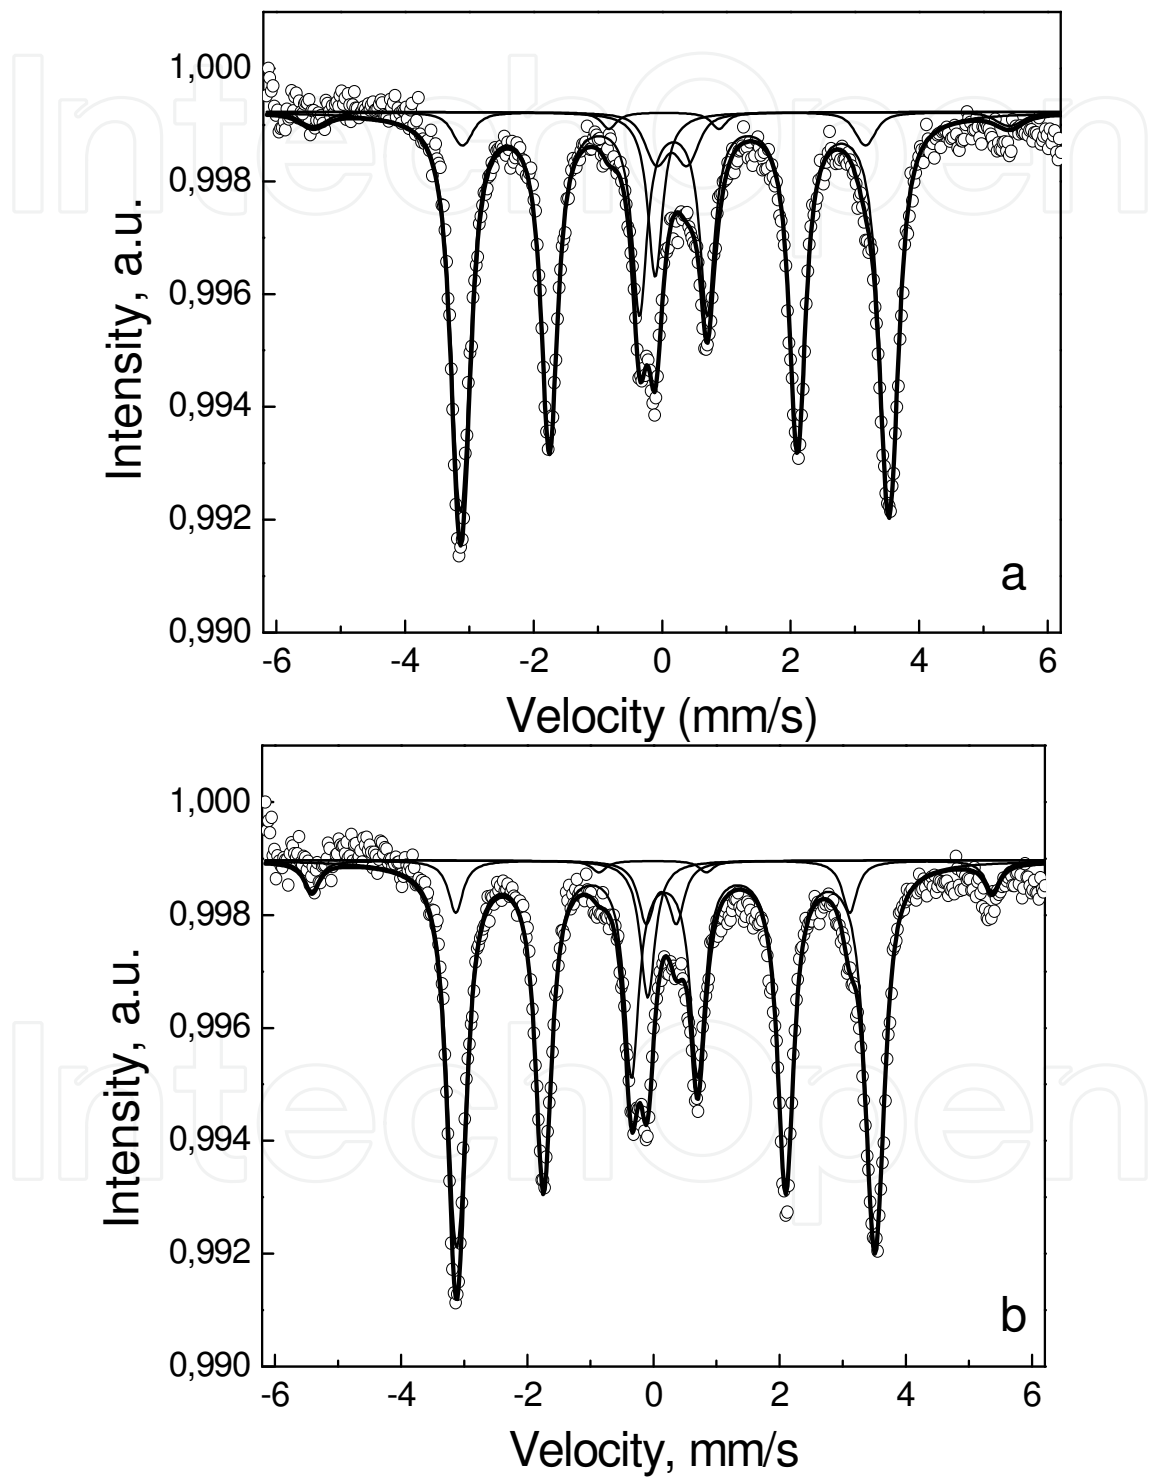 1,000
0,998
0,996
0,994
0,992
0,990
Intensity, a.u.
a
-6 -4 -2 0 2 4 6
Velocity (mm/s)
1,000
0,998
0,996
0,994
0,992
0,990
Intensity, a.u.
b
-6 -4 -2 0 2 4 6
Velocity, mm/s
IntechOpen
IntechOpen